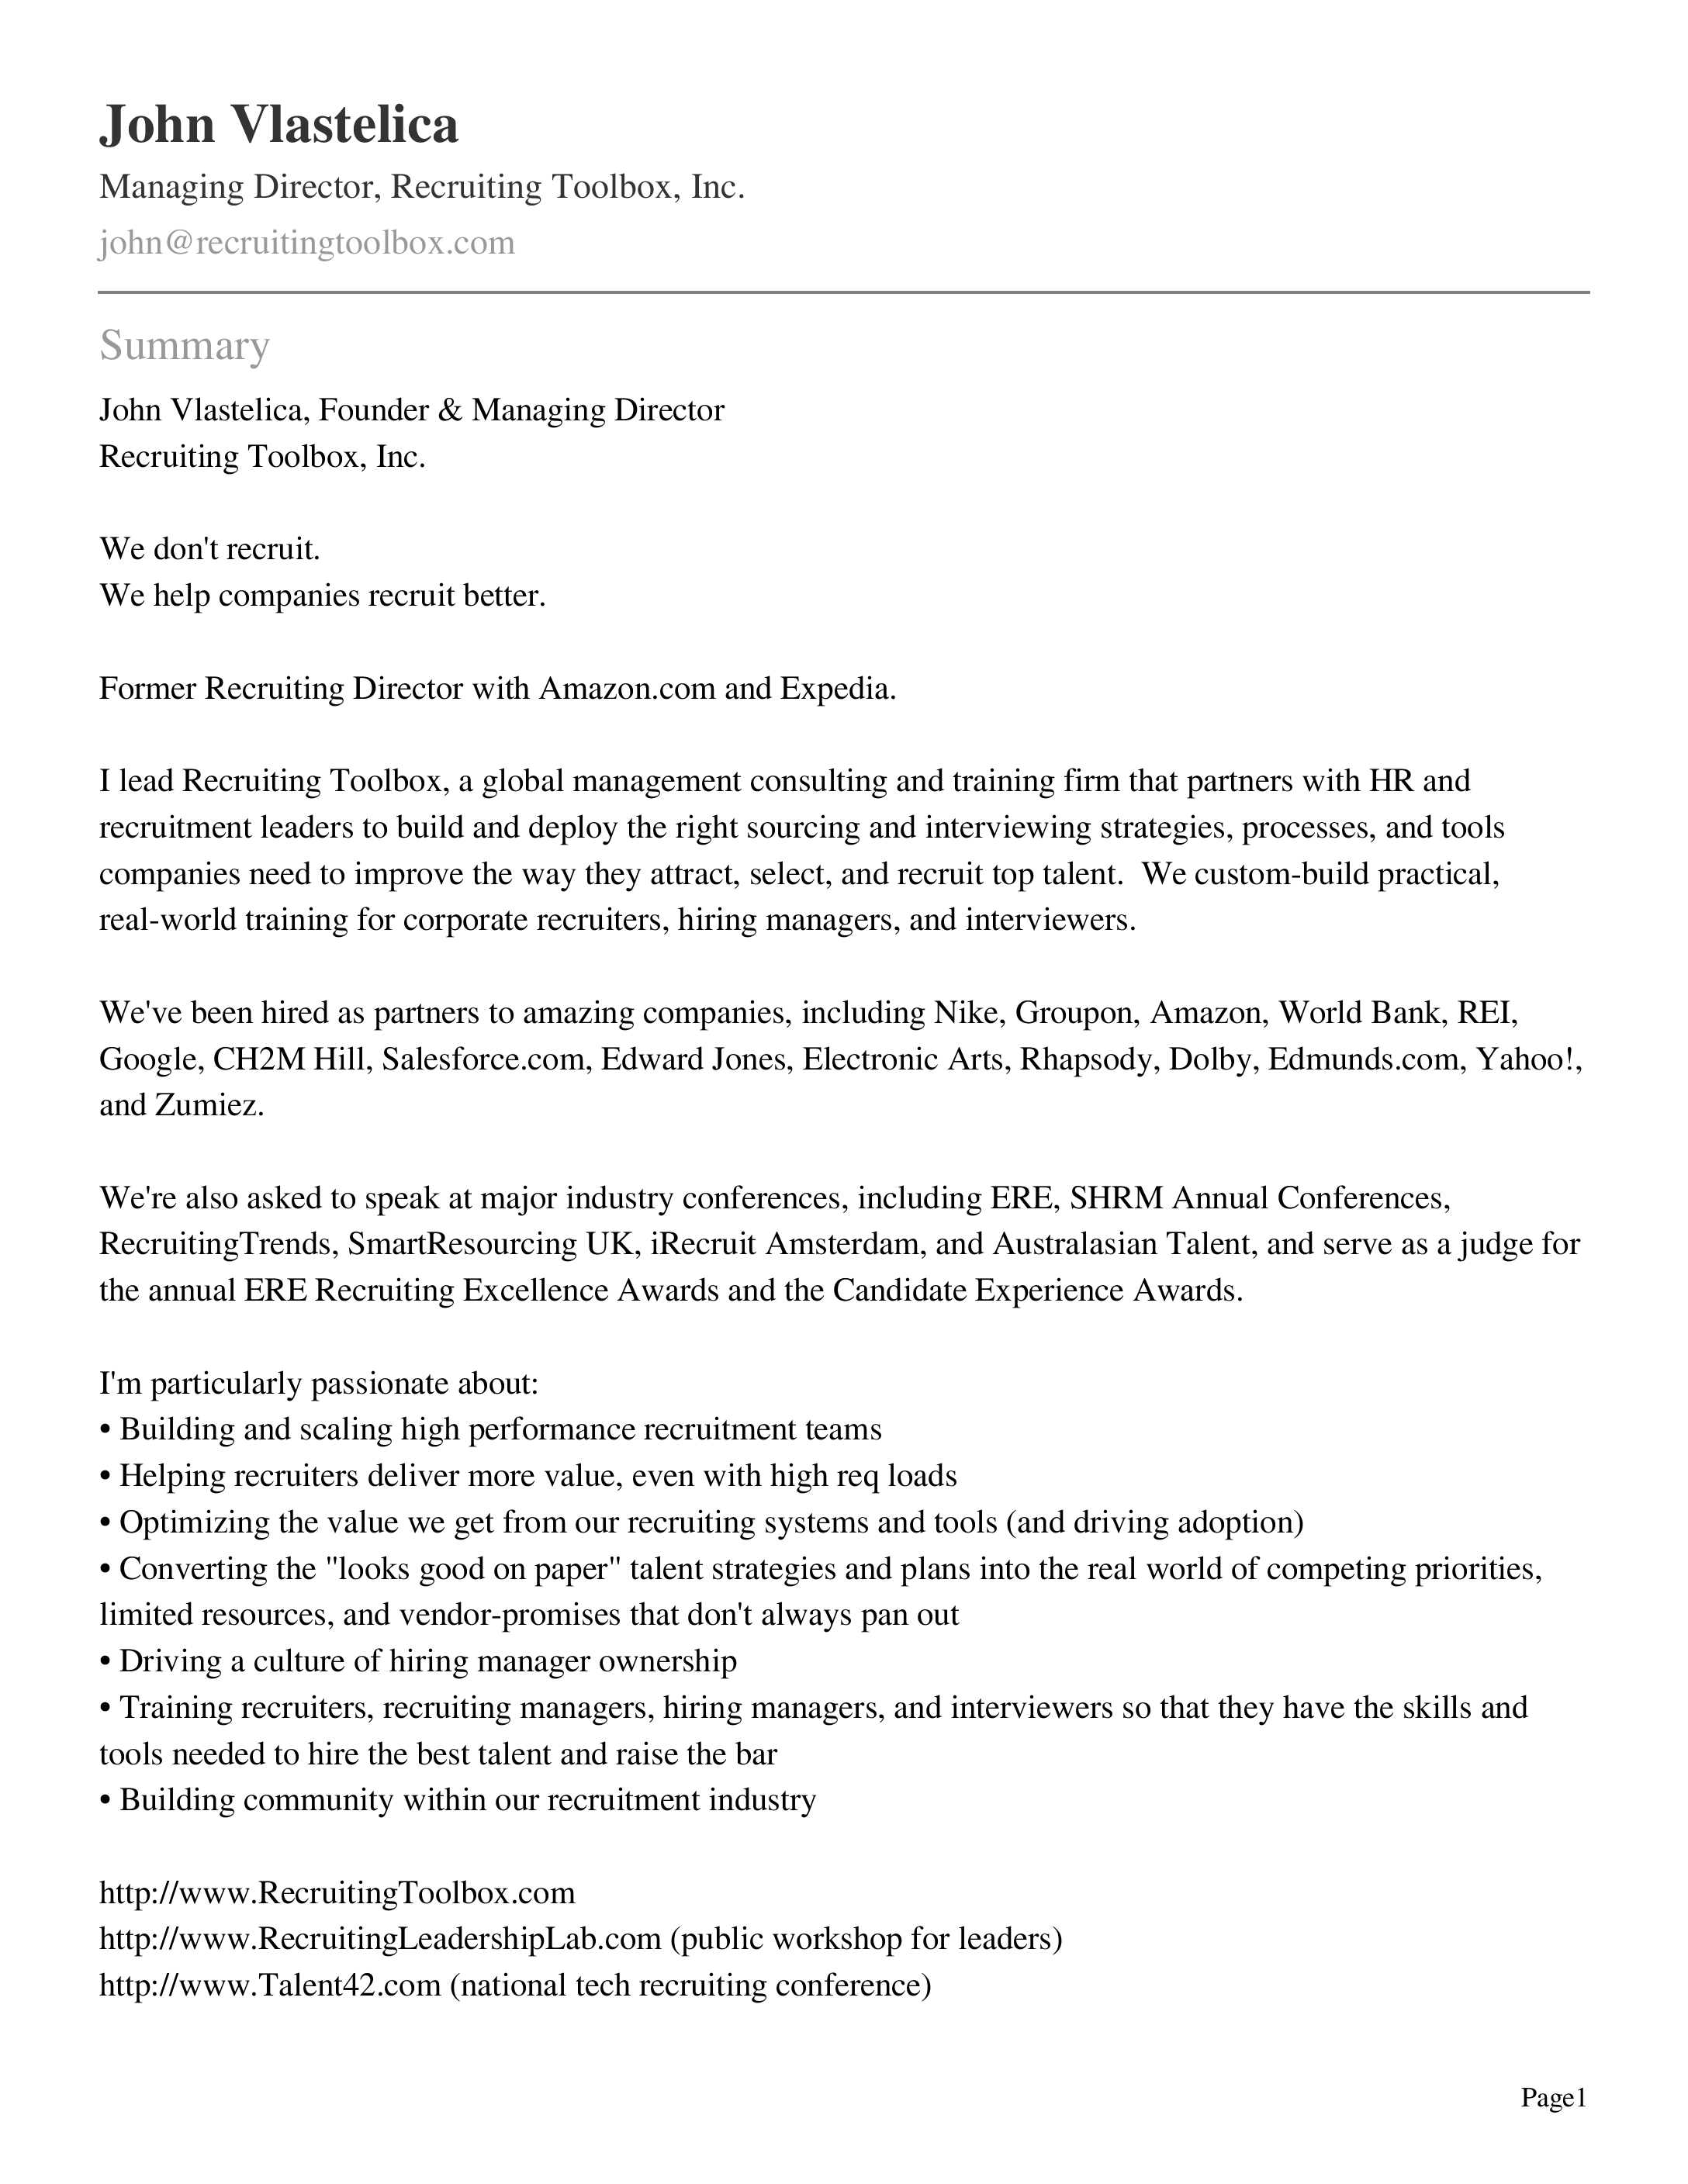 John Vlastelica
Managing Director, Recruiting Toolbox, Inc.
john@recruitingtoolbox.com
Summary
John Vlastelica, Founder & Managing Director
Recruiting Toolbox, Inc.
We don't recruit.
We help companies recruit better.
Former Recruiting Director with Amazon.com and Expedia.
I lead Recruiting Toolbox, a global management consulting and training firm that partners with HR and
recruitment leaders to build and deploy the right sourcing and interviewing strategies, processes, and tools
companies need to improve the way they attract, select, and recruit top talent.  We custom-build practical,
real-world training for corporate recruiters, hiring managers, and interviewers.
We've been hired as partners to amazing companies, including Nike, Groupon, Amazon, World Bank, REI,
Google, CH2M Hill, Salesforce.com, Edward Jones, Electronic Arts, Rhapsody, Dolby, Edmunds.com, Yahoo!,
and Zumiez.
We're also asked to speak at major industry conferences, including ERE, SHRM Annual Conferences,
RecruitingTrends, SmartResourcing UK, iRecruit Amsterdam, and Australasian Talent, and serve as a judge for
the annual ERE Recruiting Excellence Awards and the Candidate Experience Awards.
I'm particularly passionate about:
• Building and scaling high performance recruitment teams
• Helping recruiters deliver more value, even with high req loads
• Optimizing the value we get from our recruiting systems and tools (and driving adoption)
• Converting the "looks good on paper" talent strategies and plans into the real world of competing priorities,
limited resources, and vendor-promises that don't always pan out
• Driving a culture of hiring manager ownership
• Training recruiters, recruiting managers, hiring managers, and interviewers so that they have the skills and
tools needed to hire the best talent and raise the bar
• Building community within our recruitment industry
http://www.RecruitingToolbox.com
http://www.RecruitingLeadershipLab.com (public workshop for leaders)
http://www.Talent42.com (national tech recruiting conference)
Page1